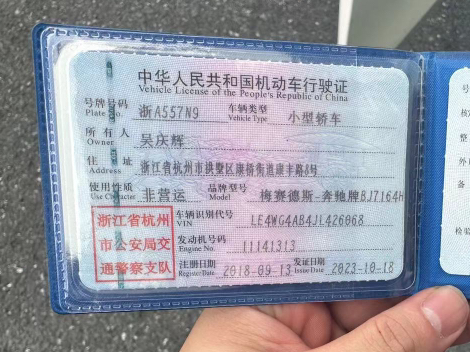 中华人民共和国机动车行驶证
Vehicle License of the People's Republic of China
号牌号码 浙A557N9 车辆类型 小型轿车
Plate No. Vehicle Type
所有人 吴庆辉
Owner
住址 浙江省杭州市拱墅区康桥街道康丰路8号
Address
使用性质 非营运 品牌型号 梅赛德斯-奔驰牌BJ7164H
Use Character Model
浙江省杭州
市公安局交
通警察支队
车辆识别代号 LE4WG4AB4JL426068
VIN
发动机号码 11141313
Engine No.
注册日期 2018-09-13 发证日期 2023-10-18
Register Date Issue Date